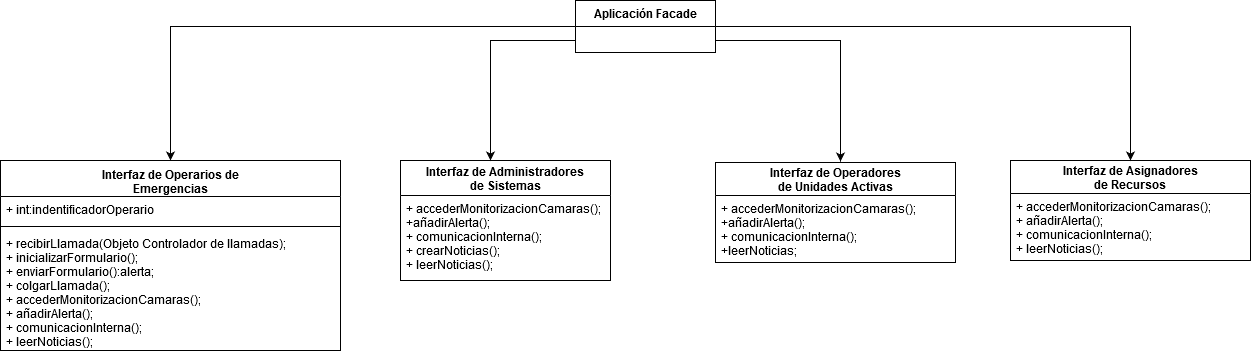 Aplicación Facade
Interfaz de Operarios de
Emergencias
+ int:indentificadorOperario
+ recibirLlamada(Objeto Controlador de llamadas);
+ inicializarFormulario();
+ enviarFormulario():alerta;
+ colgarLlamada();
+ accederMonitorizacionCamaras();
+ añadirAlerta();
+ comunicacionInterna();
+ leerNoticias();
Interfaz de Administradores
de Sistemas
+ accederMonitorizacionCamaras();
+añadirAlerta();
+ comunicacionInterna();
+ crearNoticias();
+ leerNoticias();
Interfaz de Operadores
de Unidades Activas
+ accederMonitorizacionCamaras();
+añadirAlerta();
+ comunicacionInterna();
+leerNoticias;
Interfaz de Asignadores
de Recursos
+ accederMonitorizacionCamaras();
+ añadirAlerta();
+ comunicacionInterna();
+ leerNoticias();